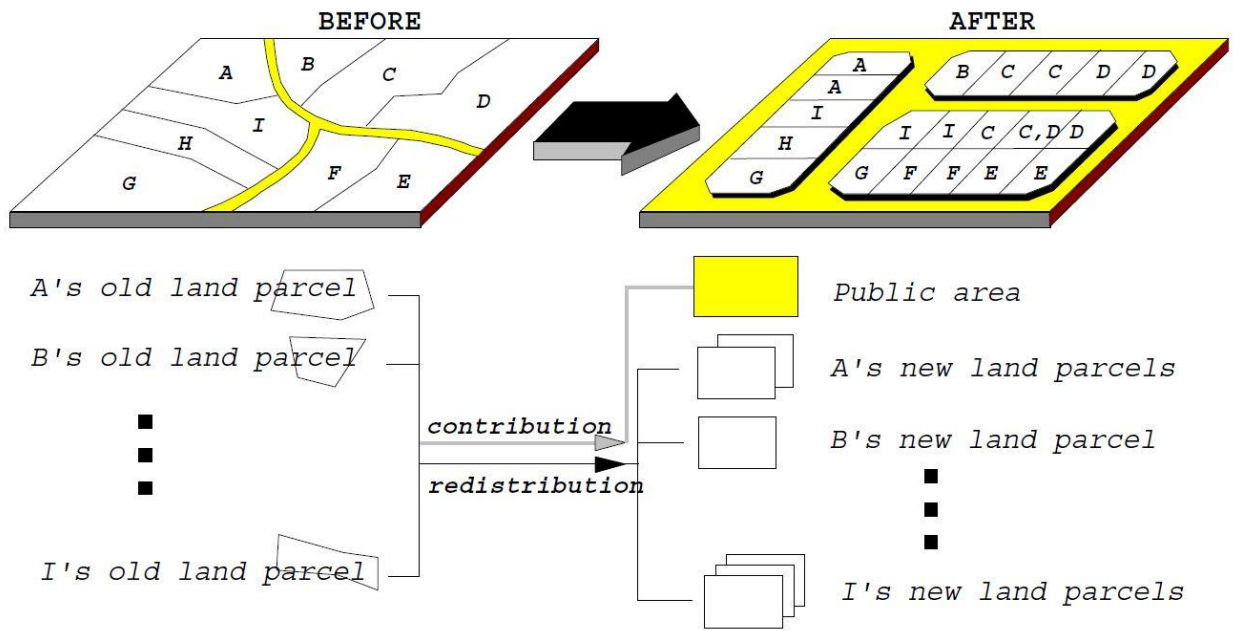 BEFORE
AFTER
A
B
C
D
I
H
G
F
E
A
A
I
H
G
B C C D D
I I C C,D D
G F F E E
A's old land parcel
B's old land parcel
I's old land parcel
contribution
redistribution
Public area
A's new land parcels
B's new land parcel
I's new land parcels